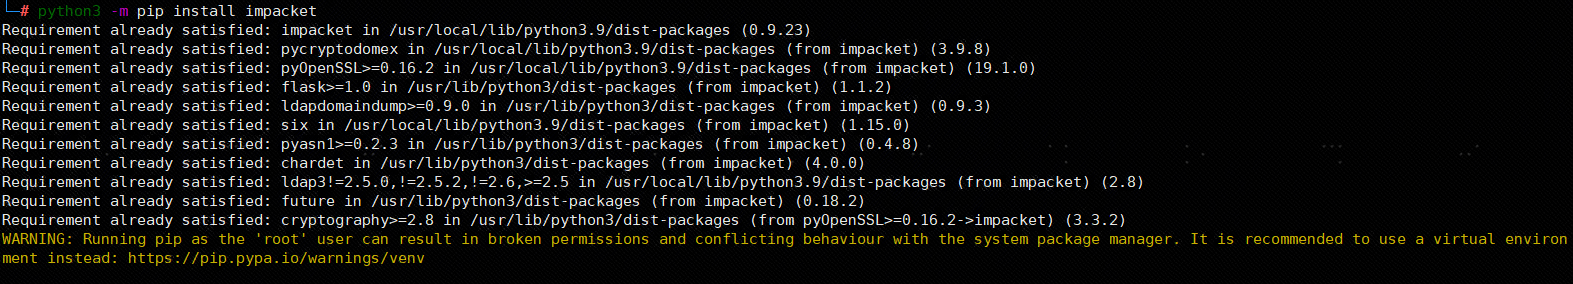 └─# python3 -m pip install impacket
Requirement already satisfied: impacket in /usr/local/lib/python3.9/dist-packages (0.9.23)
Requirement already satisfied: pycryptodomex in /usr/local/lib/python3.9/dist-packages (from impacket) (3.9.8)
Requirement already satisfied: pyOpenSSL>=0.16.2 in /usr/local/lib/python3.9/dist-packages (from impacket) (19.1.0)
Requirement already satisfied: flask>=1.0 in /usr/lib/python3/dist-packages (from impacket) (1.1.2)
Requirement already satisfied: ldapdomaindump>=0.9.0 in /usr/lib/python3/dist-packages (from impacket) (0.9.3)
Requirement already satisfied: six in /usr/local/lib/python3.9/dist-packages (from impacket) (1.15.0)
Requirement already satisfied: pyasn1>=0.2.3 in /usr/lib/python3/dist-packages (from impacket) (0.4.8)
Requirement already satisfied: chardet in /usr/lib/python3/dist-packages (from impacket) (4.0.0)
Requirement already satisfied: ldap3!=2.5.0,!=2.5.2,!=2.6,>=2.5 in /usr/local/lib/python3.9/dist-packages (from impacket) (2.8)
Requirement already satisfied: future in /usr/lib/python3/dist-packages (from impacket) (0.18.2)
Requirement already satisfied: cryptography>=2.8 in /usr/lib/python3/dist-packages (from pyOpenSSL>=0.16.2->impacket) (3.3.2)
WARNING: Running pip as the 'root' user can result in broken permissions and conflicting behaviour with the system package manager. It is recommended to use a virtual environ
ment instead: https://pip.pypa.io/warnings/venv